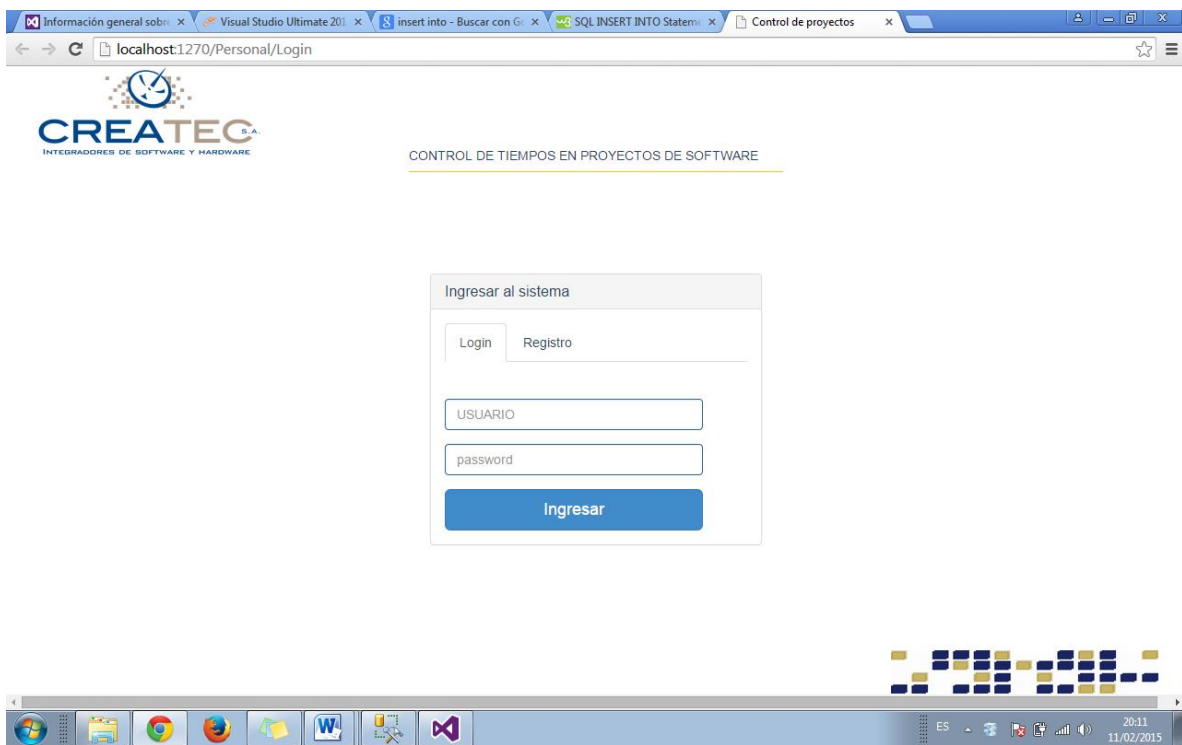 Información general sobre
Visual Studio Ultimate 201
insert into - Buscar con Go
SQL INSERT INTO Stateme
Control de proyectos
localhost:1270/Personal/Login
CREATEC S.A.
INTEGRADORES DE SOFTWARE Y HARDWARE
CONTROL DE TIEMPOS EN PROYECTOS DE SOFTWARE
Ingresar al sistema
Login Registro
USUARIO
password
Ingresar
ES
20:11
11/02/2015